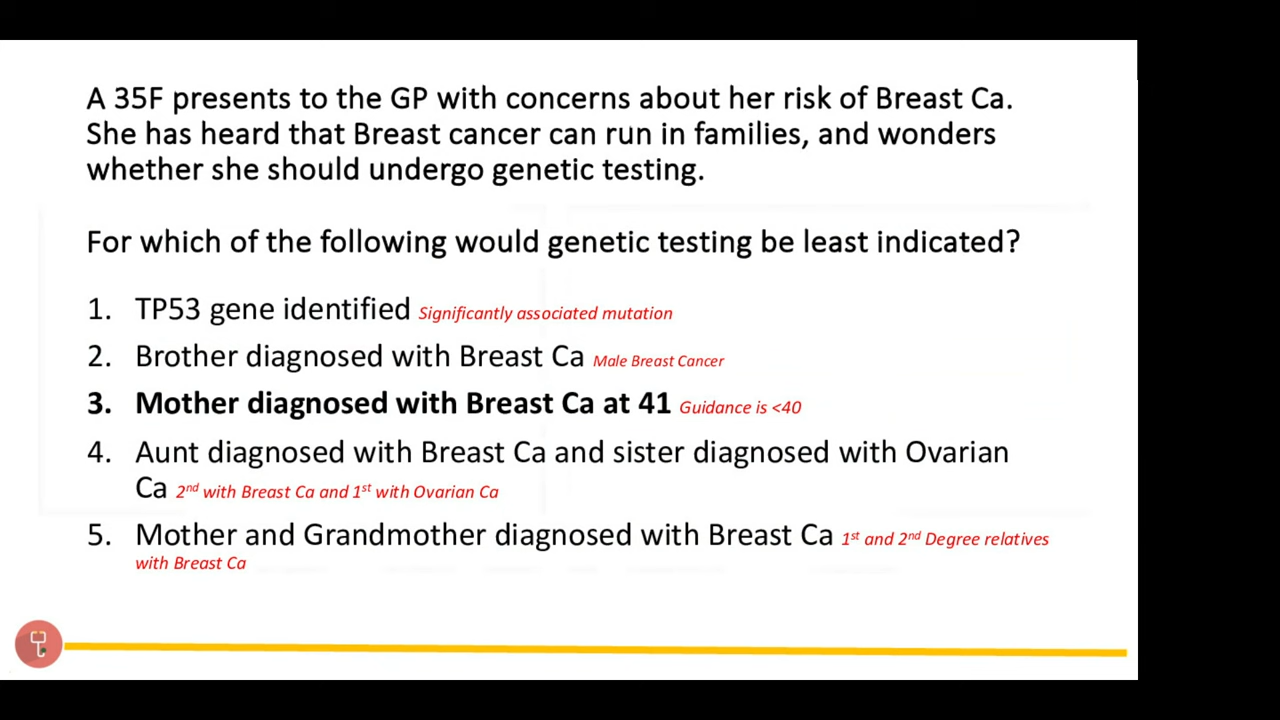 A 35F presents to the GP with concerns about her risk of Breast Ca.
She has heard that Breast cancer can run in families, and wonders
whether she should undergo genetic testing.
For which of the following would genetic testing be least indicated?
1. TP53 gene identified Significantly associated mutation
2. Brother diagnosed with Breast Ca Male Breast Cancer
3. Mother diagnosed with Breast Ca at 41 Guidance is <40
4. Aunt diagnosed with Breast Ca and sister diagnosed with Ovarian
Ca 2nd with Breast Ca and 1st with Ovarian Ca
5. Mother and Grandmother diagnosed with Breast Ca 1st and 2nd Degree relatives
with Breast Ca